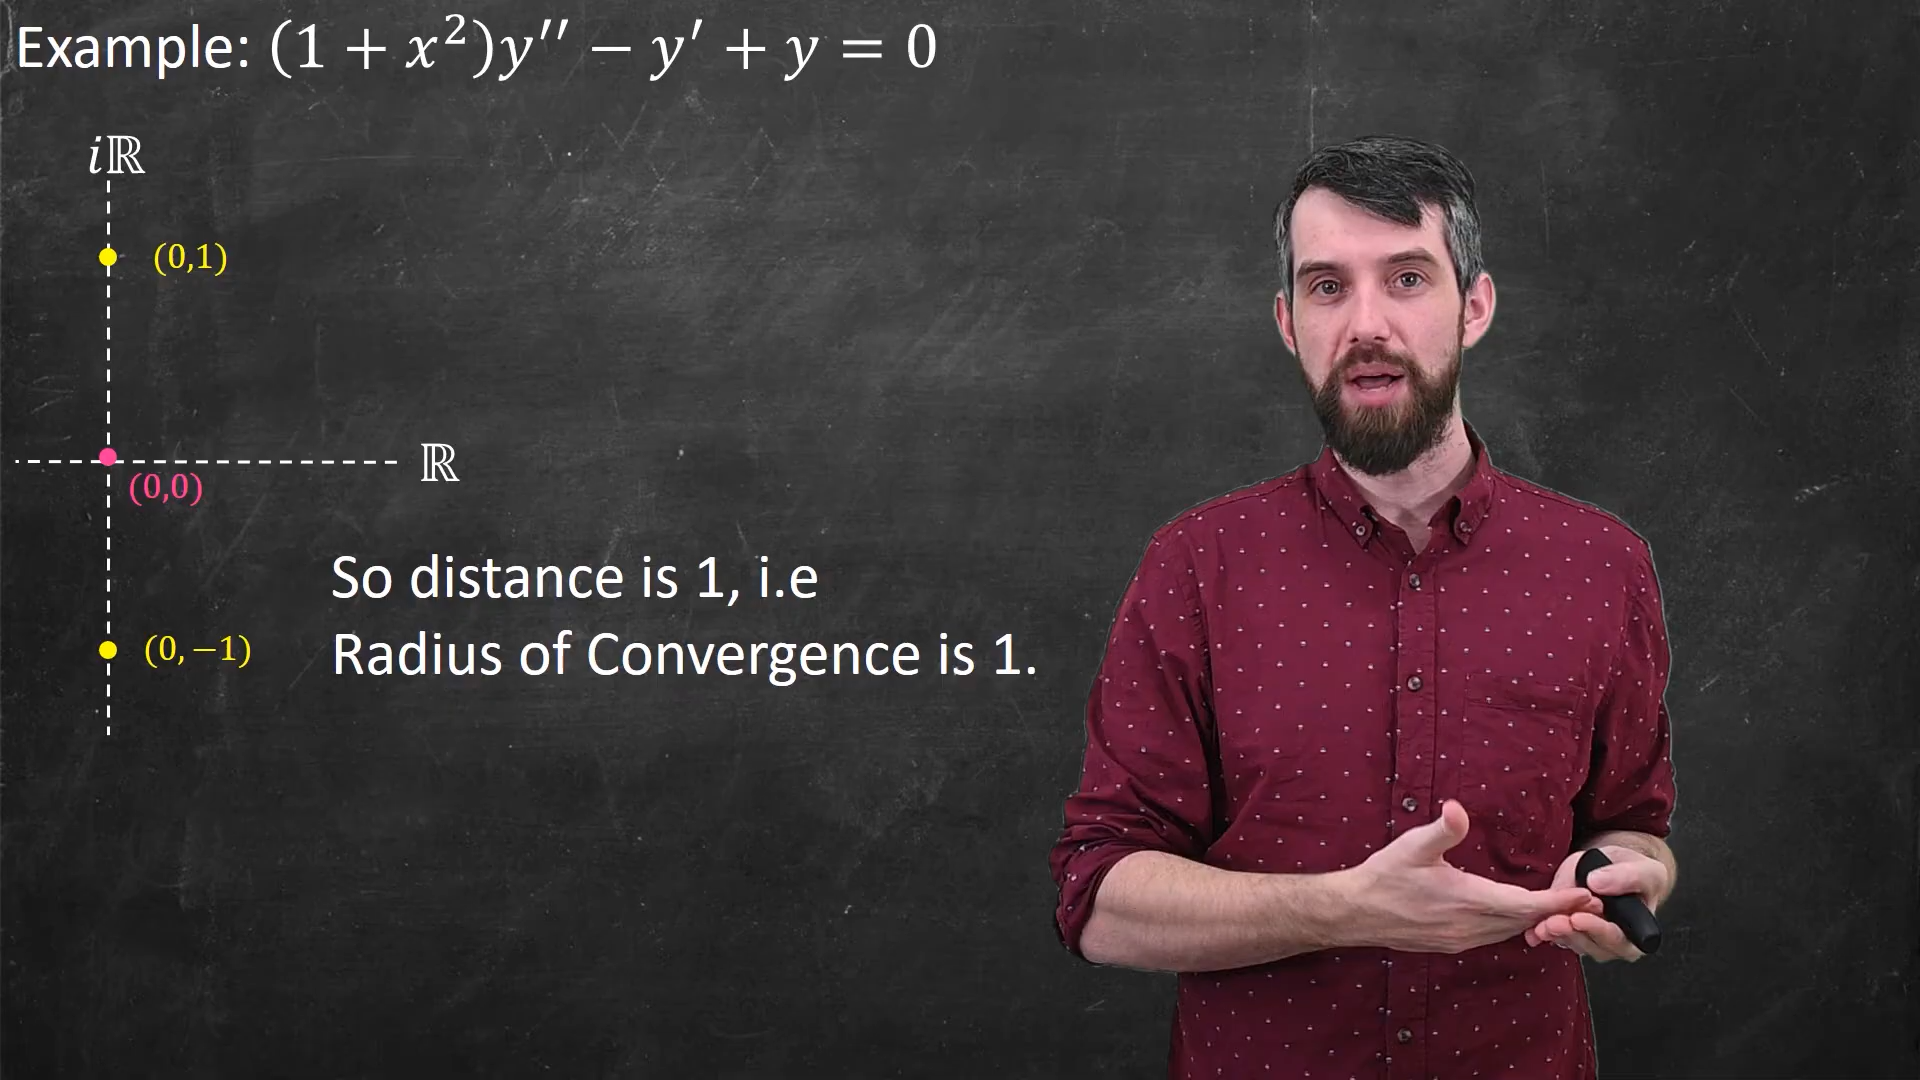 Example: (1 + x²)y′′ − y′ + y = 0
iℝ
(0,1)
ℝ
(0,0)
So distance is 1, i.e
Radius of Convergence is 1.
(0,−1)